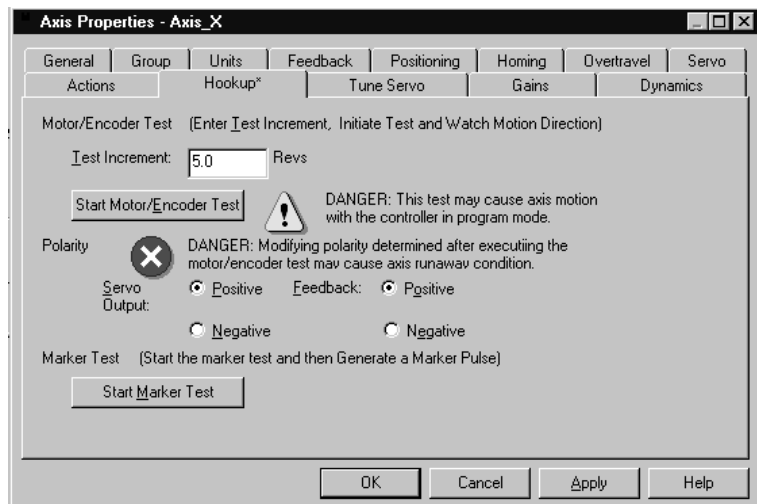 Axis Properties - Axis_X
General Group Units Feedback Positioning Homing Overtravel Servo
Actions Hookup* Tune Servo Gains Dynamics
Motor/Encoder Test (Enter Test Increment, Initiate Test and Watch Motion Direction)
Test Increment: 5.0 Revs
Start Motor/Encoder Test
DANGER: This test may cause axis motion
with the controller in program mode.
Polarity
DANGER: Modifying polarity determined after executiing the
motor/encoder test may cause axis runaway condition.
Servo
Output:
Positive Feedback: Positive
Negative Negative
Marker Test (Start the marker test and then Generate a Marker Pulse)
Start Marker Test
OK Cancel Apply Help